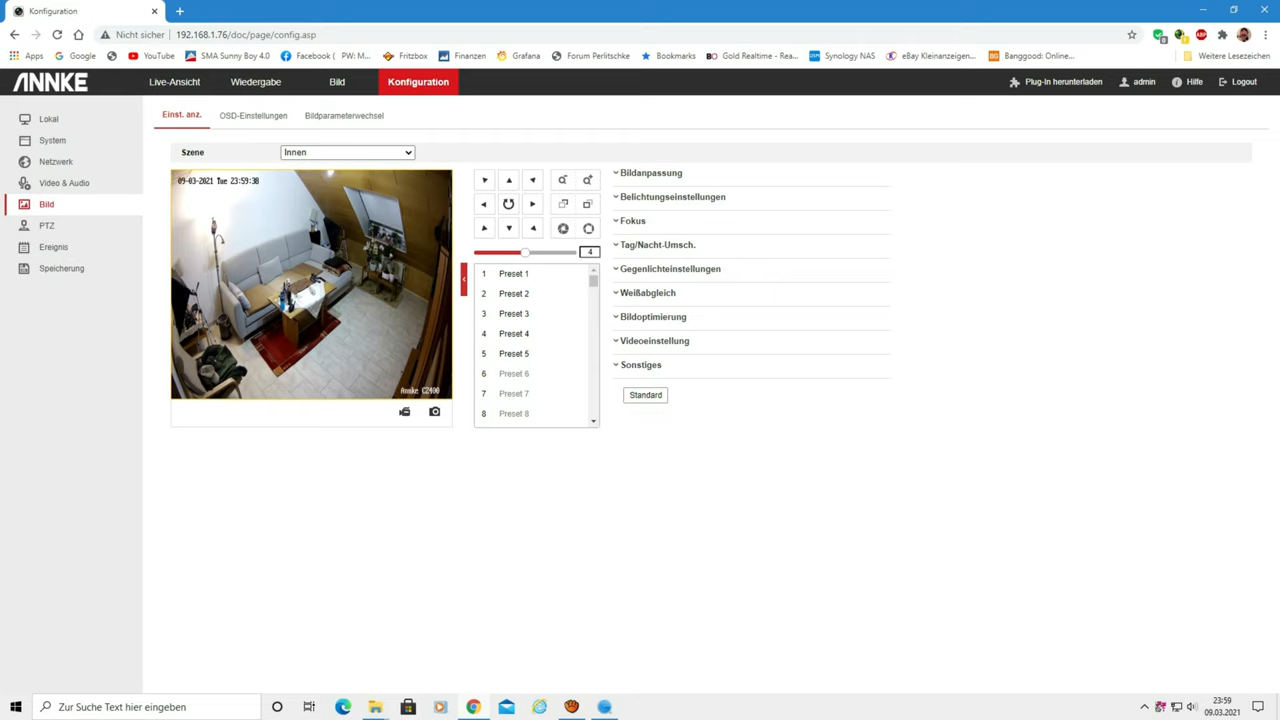 Konfiguration
Nicht sicher
192.168.1.76/doc/page/config.asp
Apps
Google
YouTube
SMA Sunny Boy 4.0
Facebook ( PW: M...
Fritzbox
Finanzen
Grafana
Forum Perlitschke
Bookmarks
Gold Realtime - Rea...
Synology NAS
eBay Kleinanzeigen...
Banggood: Online...
Weitere Lesezeichen
ANNKE
Live-Ansicht
Wiedergabe
Bild
Konfiguration
Plug-In herunterladen
admin
Hilfe
Logout
Lokal
System
Netzwerk
Video & Audio
Bild
PTZ
Ereignis
Speicherung
Einst. anz.
OSD-Einstellungen
Bildparameterwechsel
Szene
Innen
09-03-2021 Tue 23:59:38
Annke CZ400
4
1 Preset 1
2 Preset 2
3 Preset 3
4 Preset 4
5 Preset 5
6 Preset 6
7 Preset 7
8 Preset 8
Bildanpassung
Belichtungseinstellungen
Fokus
Tag/Nacht-Umsch.
Gegenlichteinstellungen
Weißabgleich
Bildoptimierung
Videoeinstellung
Sonstiges
Standard
Zur Suche Text hier eingeben
23:59
09.03.2021